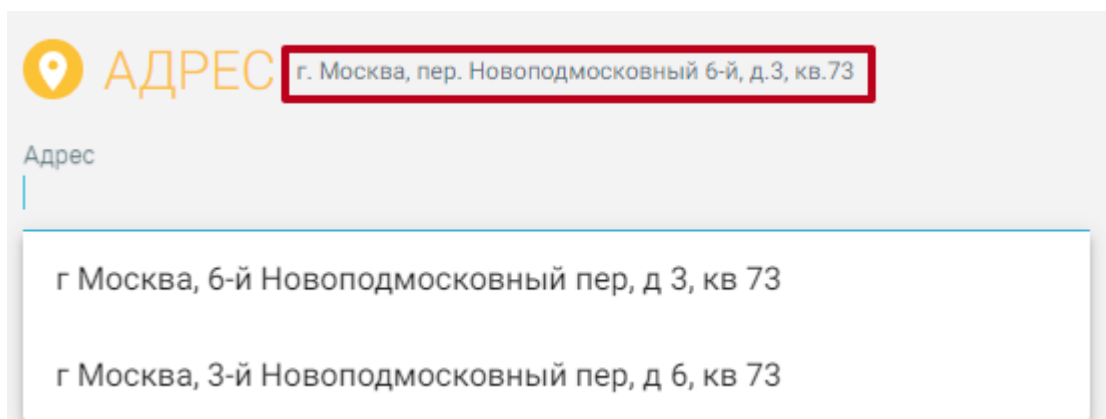 АДРЕС г. Москва, пер. Новоподмосковный 6-й, д.3, кв.73
Адрес
г Москва, 6-й Новоподмосковный пер, д 3, кв 73
г Москва, 3-й Новоподмосковный пер, д 6, кв 73